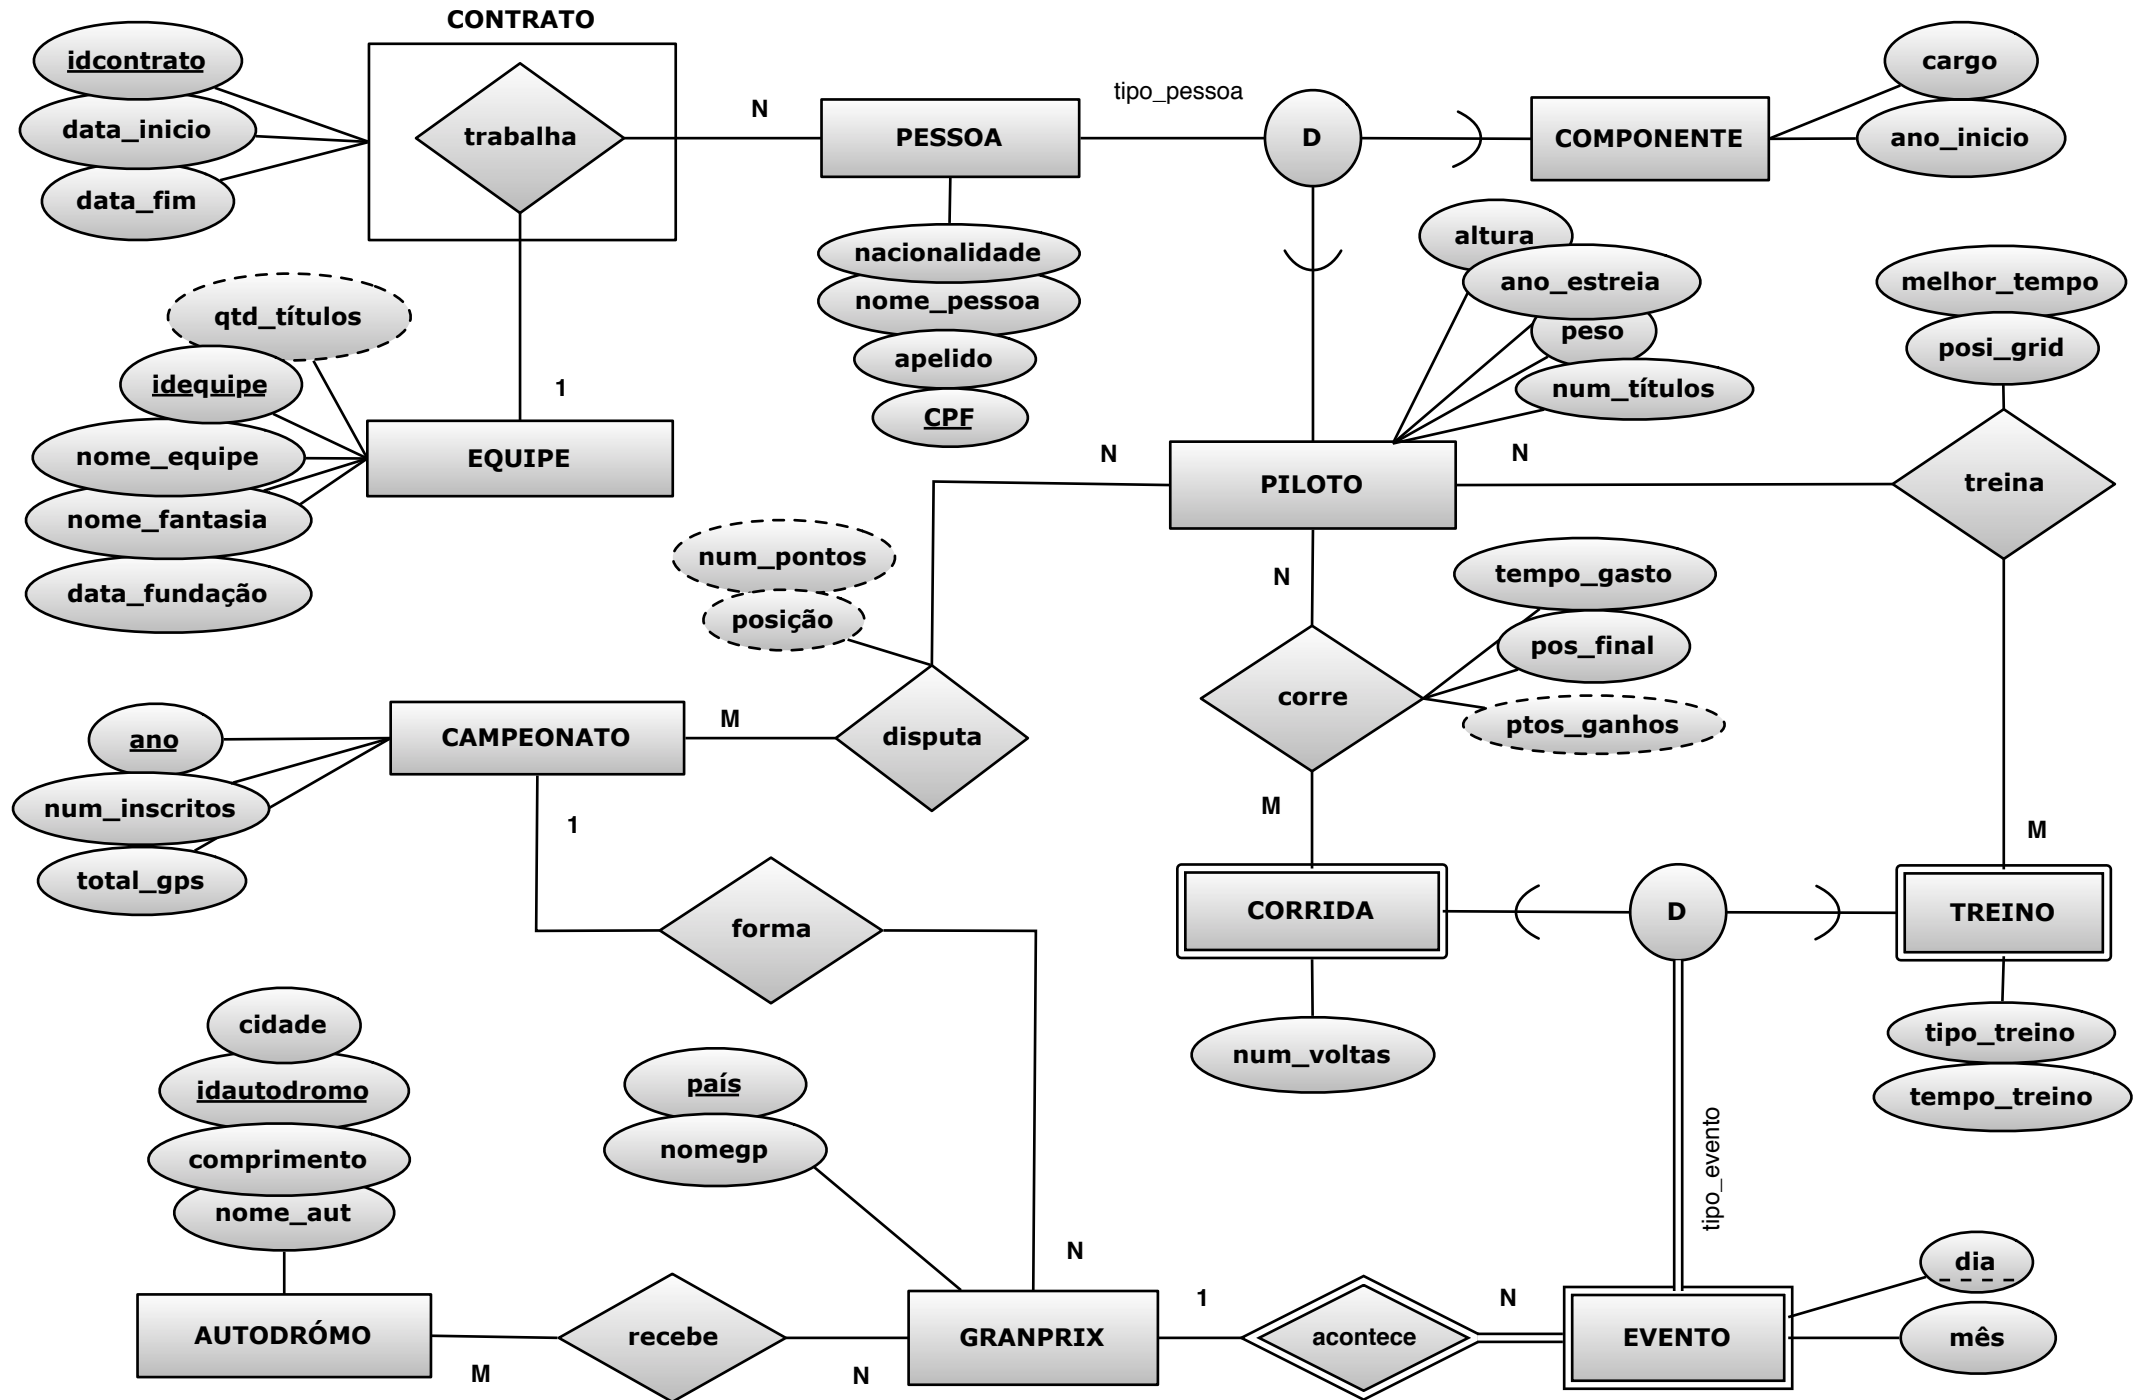 CONTRATO
idcontrato
data_inicio
data_fim
trabalha
N
PESSOA
tipo_pessoa
D
COMPONENTE
cargo
ano_inicio
nacionalidade
nome_pessoa
apelido
CPF
altura
ano_estreia
peso
num_títulos
melhor_tempo
posi_grid
qtd_títulos
idequipe
nome_equipe
nome_fantasia
data_fundação
1
EQUIPE
N
PILOTO
N
treina
num_pontos
posição
N
tempo_gasto
pos_final
ptos_ganhos
corre
ano
num_inscritos
total_gps
CAMPEONATO
M
disputa
1
M
M
forma
CORRIDA
D
TREINO
num_voltas
tipo_treino
tempo_treino
cidade
idautodromo
comprimento
nome_aut
país
nomegp
tipo_evento
N
AUTODRÓMO
M
recebe
N
GRANPRIX
1
acontece
N
EVENTO
dia
mês